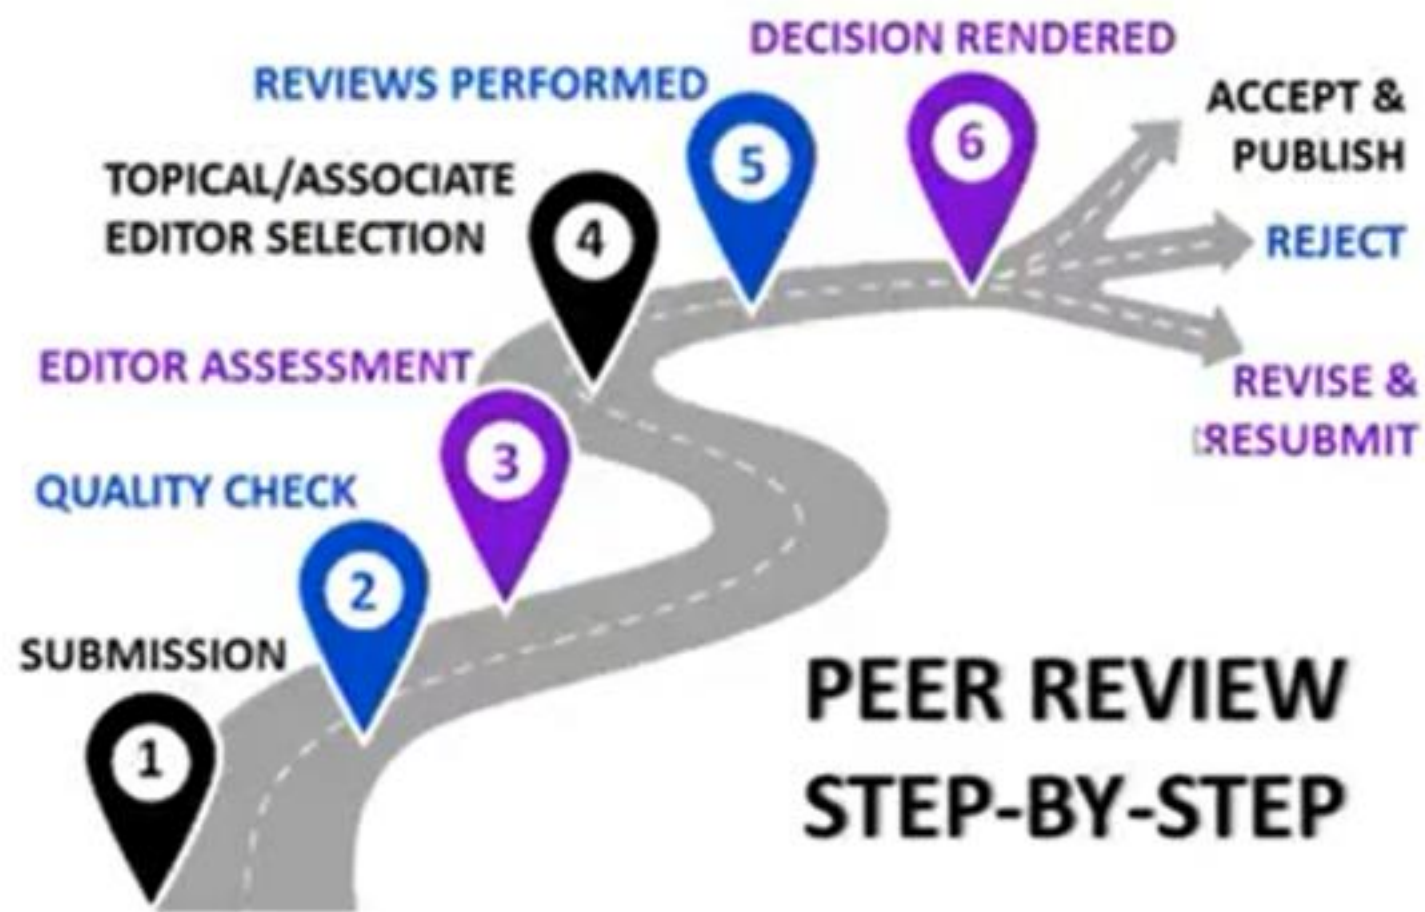 DECISION RENDERED
REVIEWS PERFORMED
ACCEPT &
PUBLISH
TOPICAL/ASSOCIATE
EDITOR SELECTION
REJECT
EDITOR ASSESSMENT
REVISE &
RESUBMIT
QUALITY CHECK
SUBMISSION
6
5
4
3
2
1
PEER REVIEW
STEP-BY-STEP